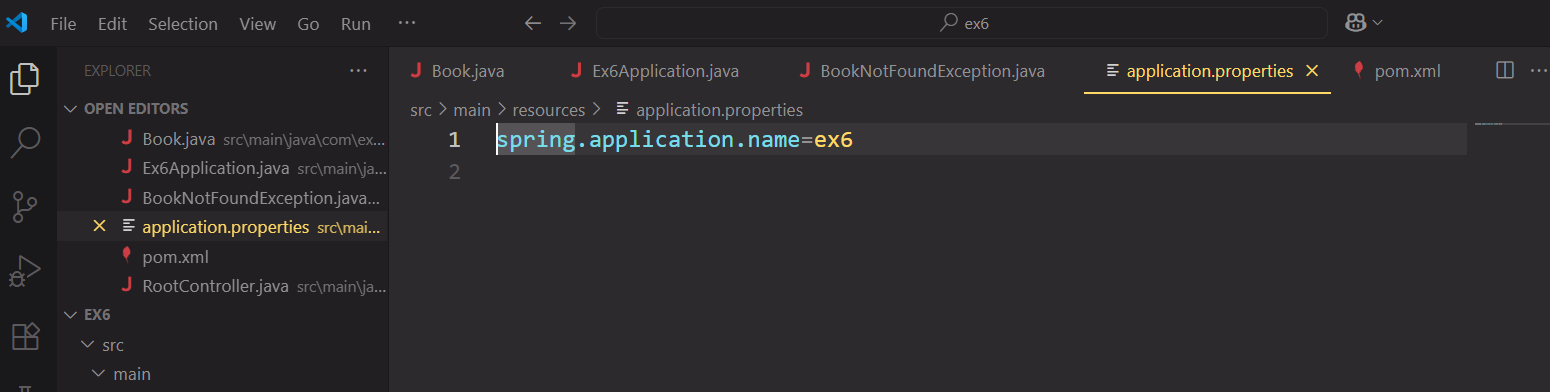 File Edit Selection View Go Run ··· ex6
EXPLORER ···
Book.java Ex6Application.java BookNotFoundException.java application.properties pom.xml ···
OPEN EDITORS
Book.java src\main\java\com\ex...
Ex6Application.java src\main\ja...
BookNotFoundException.java...
application.properties src\mai...
pom.xml
RootController.java src\main\ja...
EX6
src
main
src > main > resources > application.properties
1 spring.application.name=ex6
2